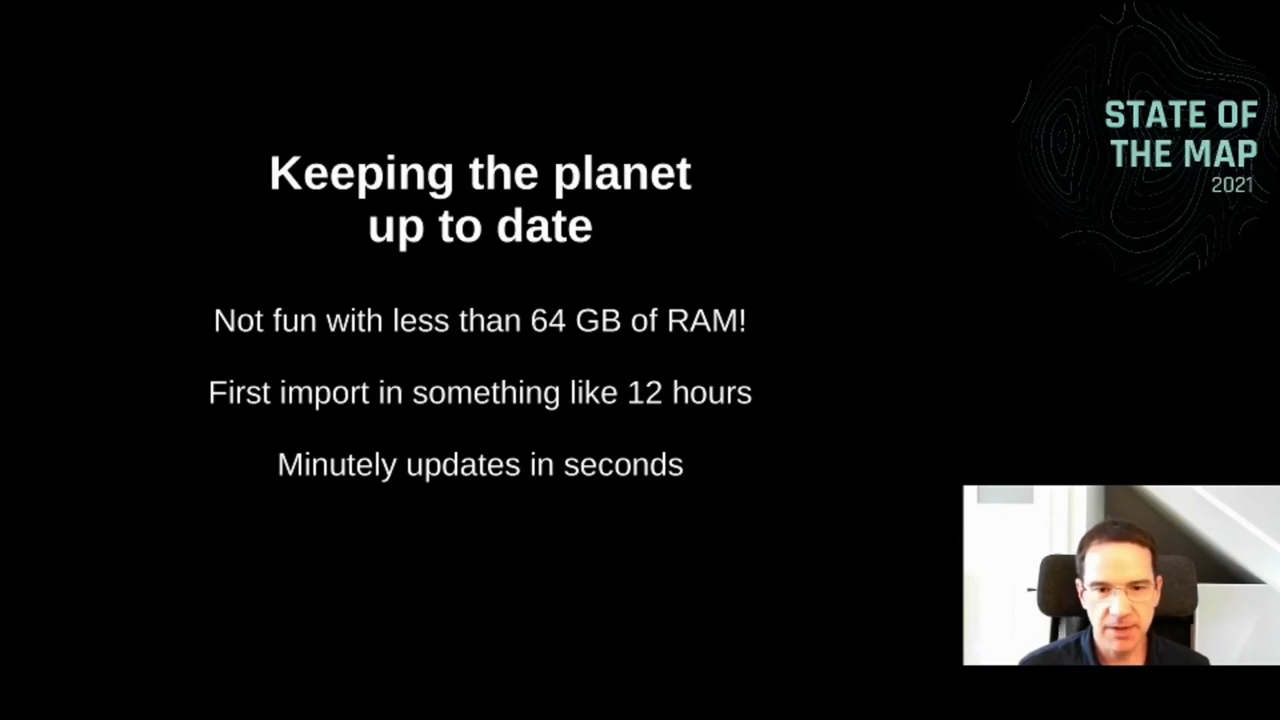 Keeping the planet
up to date
Not fun with less than 64 GB of RAM!
First import in something like 12 hours
Minutely updates in seconds
STATE OF
THE MAP
2021